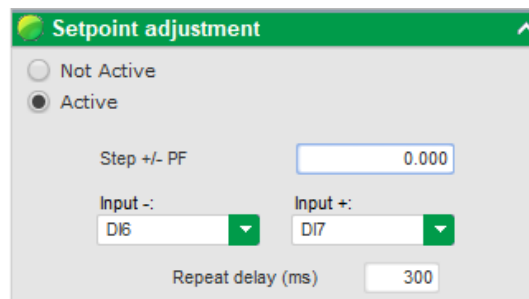 Setpoint adjustment
Not Active
Active
Step +/- PF 0.000
Input -: Input +:
DI6 DI7
Repeat delay (ms) 300